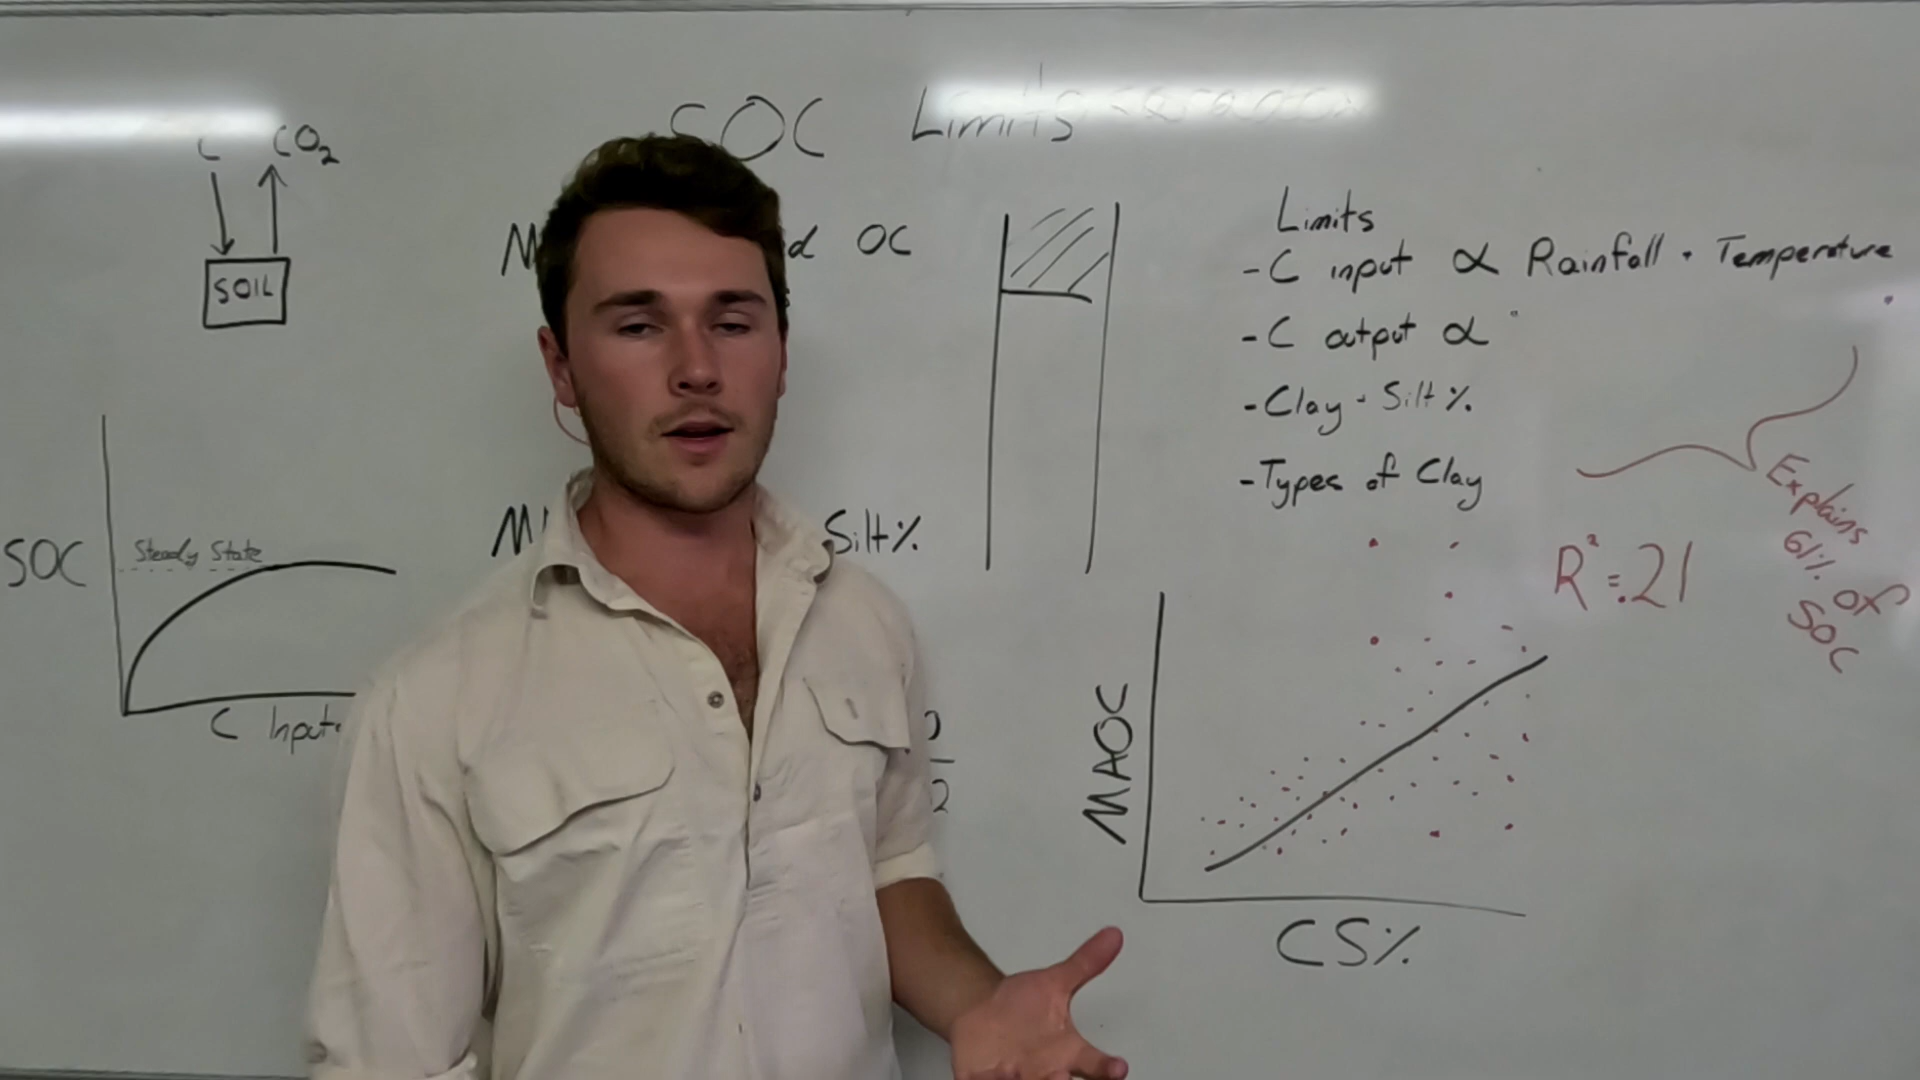 SOC Limits
C CO₂
SOIL
∝ OC
Limits
- C input ∝ Rainfall · Temperature
- C output ∝ "
- Clay · Silt %
- Types of Clay
SOC
Steady State
C Input
Silt %
R² = .21
Explains
61% of
SOC
2
MAOC
CS%